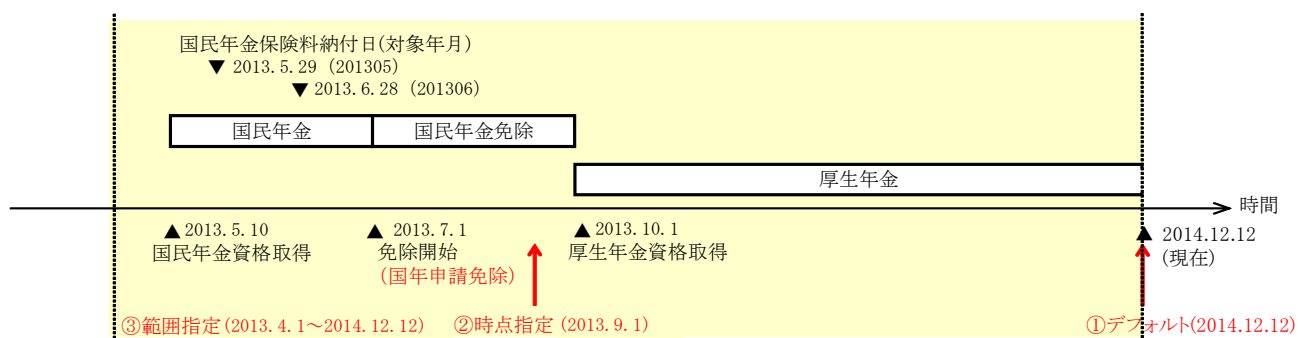 国民年金保険料納付日(対象年月)
▼ 2013.5.29 (201305)
▼ 2013.6.28 (201306)
国民年金
国民年金免除
厚生年金
時間
▲ 2013.5.10
国民年金資格取得
▲ 2013.7.1
免除開始
(国年申請免除)
▲ 2013.10.1
厚生年金資格取得
▲ 2014.12.12
(現在)
③範囲指定(2013.4.1～2014.12.12)
②時点指定 (2013.9.1)
①デフォルト(2014.12.12)